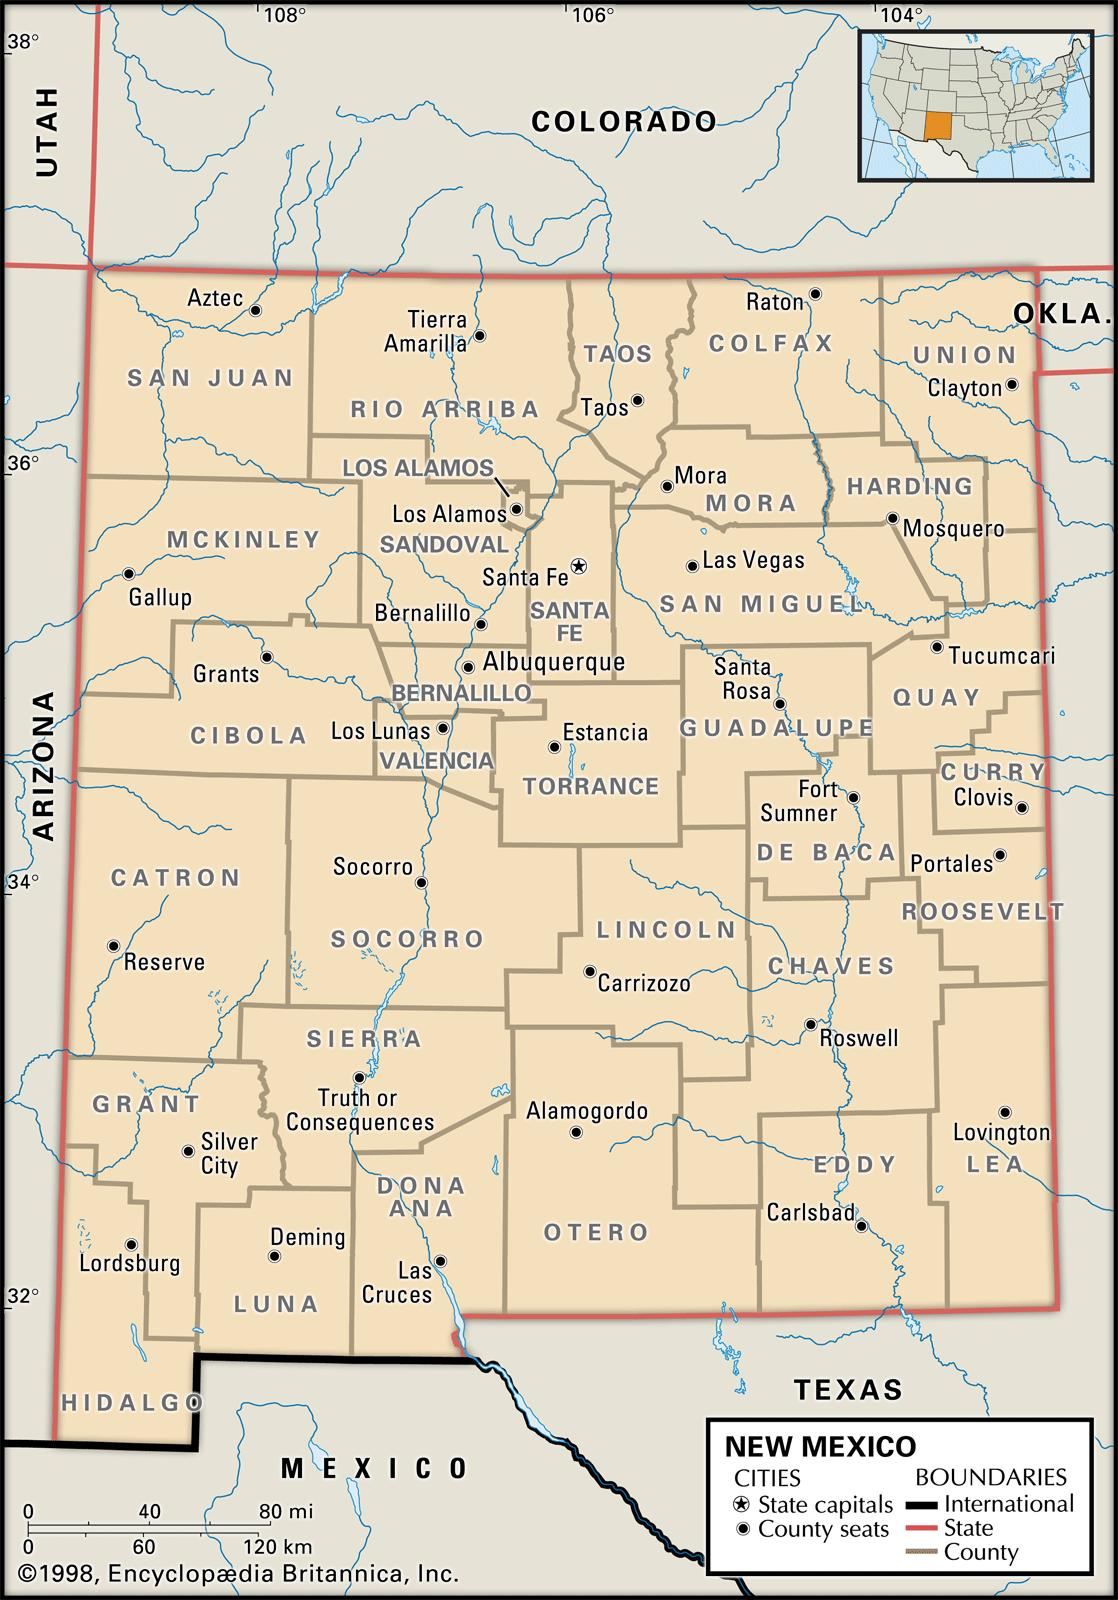 108°
106°
104°
38°
UTAH
COLORADO
Aztec
Raton
OKLA.
Tierra
Amarilla
TAOS
COLFAX
UNION
SAN JUAN
Clayton
RIO ARRIBA
Taos
36°
LOS ALAMOS
Mora
MORA
HARDING
Los Alamos
Mosquero
MCKINLEY
SANDOVAL
Las Vegas
Gallup
Santa Fe
SAN MIGUEL
Bernalillo
SANTA
FE
Albuquerque
Tucumcari
Grants
Santa
Rosa
BERNALILLO
QUAY
CIBOLA
Los Lunas
Estancia
GUADALUPE
VALENCIA
ARIZONA
TORRANCE
CURRY
Clovis
Fort
Sumner
DE BACA
Portales
34°
Socorro
CATRON
ROOSEVELT
SOCORRO
LINCOLN
Reserve
CHAVES
Carrizozo
SIERRA
Roswell
GRANT
Truth or
Consequences
Alamogordo
Silver
City
Lovington
LEA
EDDY
DONA
ANA
Carlsbad
OTERO
Deming
Lordsburg
Las
Cruces
32°
LUNA
HIDALGO
TEXAS
MEXICO
NEW MEXICO
CITIES
State capitals
County seats
BOUNDARIES
International
State
County
0 40 80 mi
0 60 120 km
©1998, Encyclopædia Britannica, Inc.